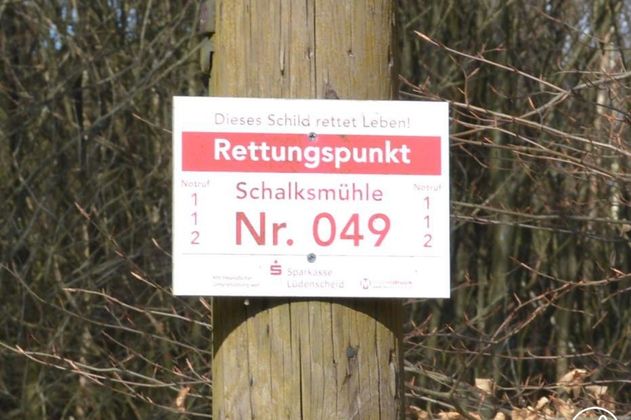 Dieses Schild rettet Leben!
Rettungspunkt
Notruf
1
1
2
Schalksmühle
Nr. 049
Notruf
1
1
2
Sparkasse
Lüdenscheid